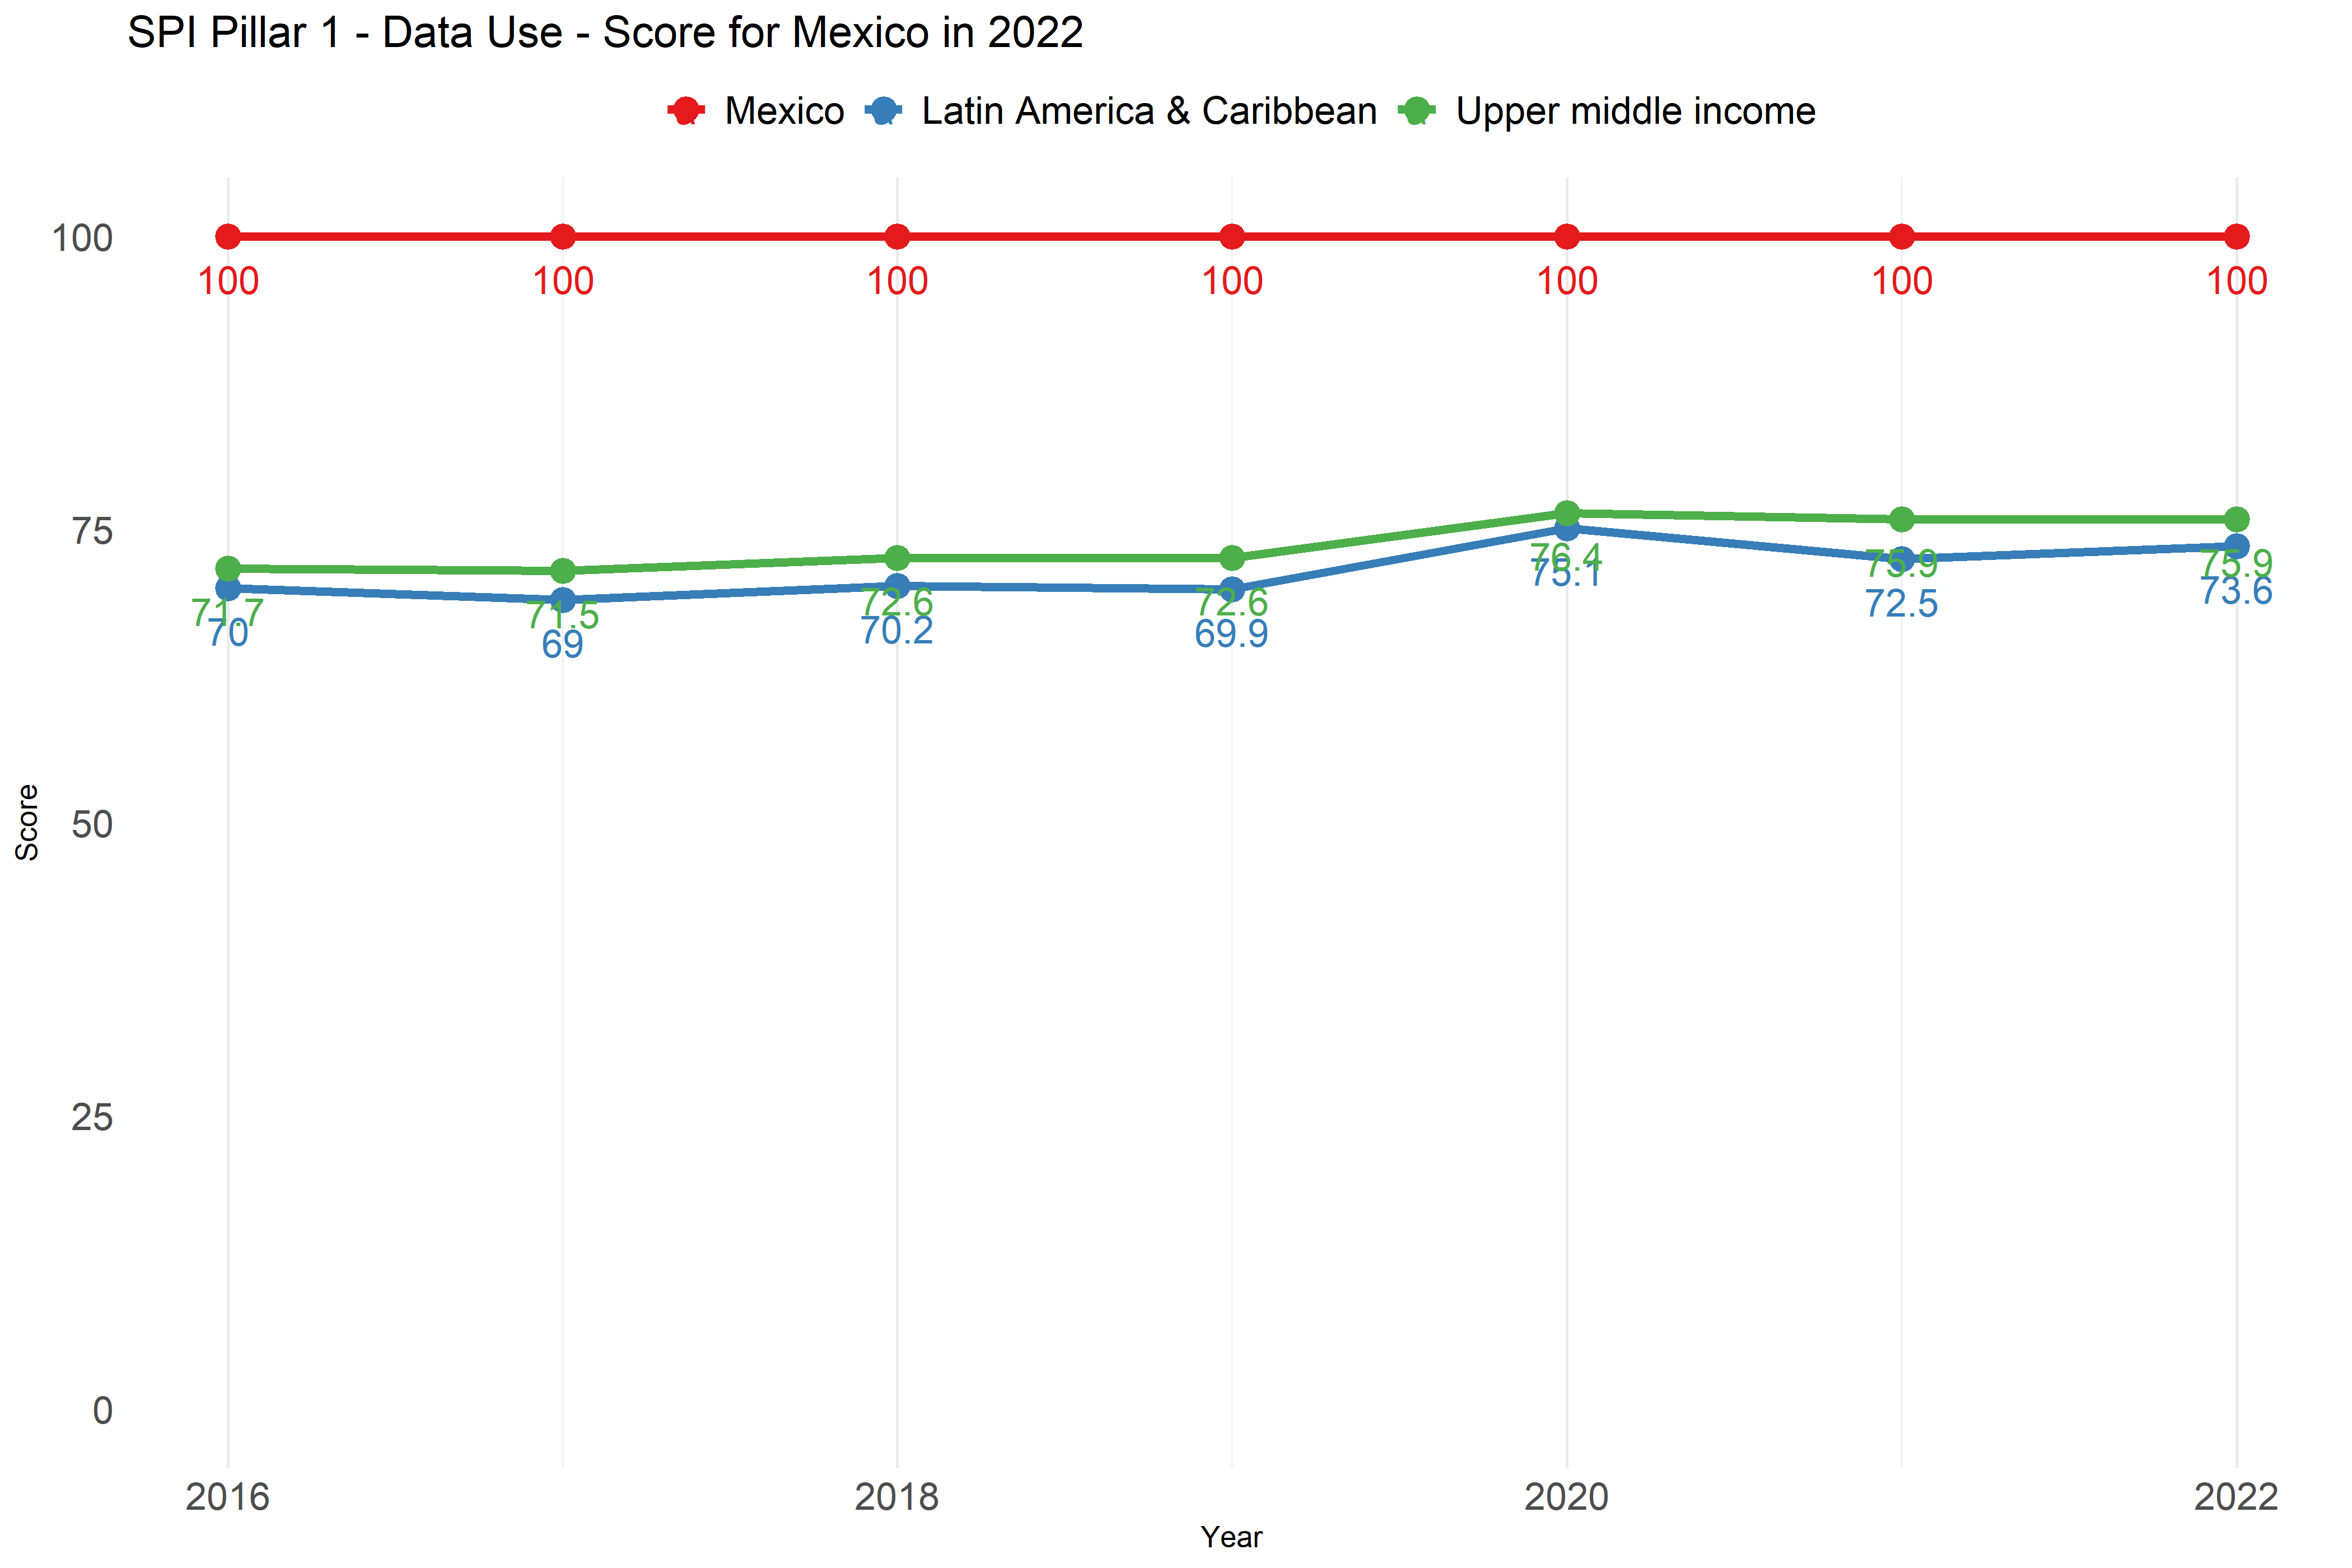 SPI Pillar 1 - Data Use - Score for Mexico in 2022
Mexico Latin America & Caribbean Upper middle income
100
100 100 100 100 100 100 100
75
76.4 75.9 75.9
75.1 72.5 73.6
71.7 71.5 72.6 72.6
70 69 70.2 69.9
50
Score
25
0
2016 2018 2020 2022
Year